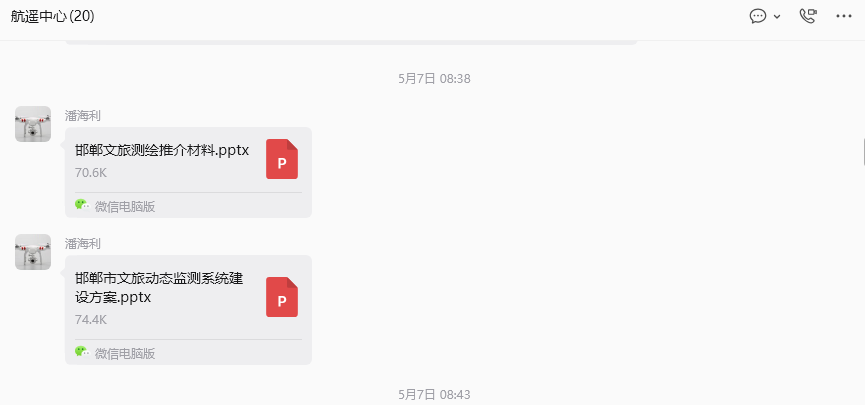 航遥中心(20)
5月7日 08:38
潘海利
邯郸文旅测绘推介材料.pptx
70.6K
P
微信电脑版
潘海利
邯郸市文旅动态监测系统建
设方案.pptx
74.4K
P
微信电脑版
5月7日 08:43